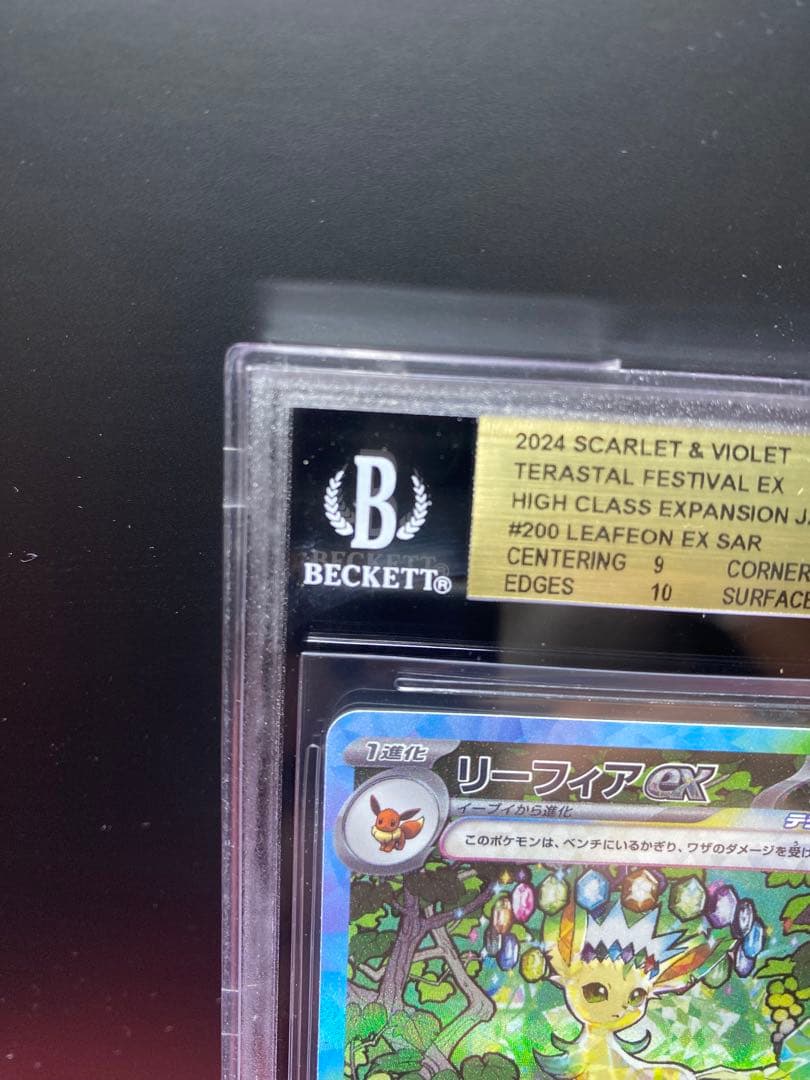 B
BECKETT®
2024 SCARLET & VIOLET
TERASTAL FESTIVAL EX
HIGH CLASS EXPANSION
#200 LEAFEON EX SAR
CENTERING 9 CORNER
EDGES 10 SURFACE
1進化
リーフィアex
イーブイから進化
このポケモンは、ベンチにいるかぎり、ワザのダメージを受け